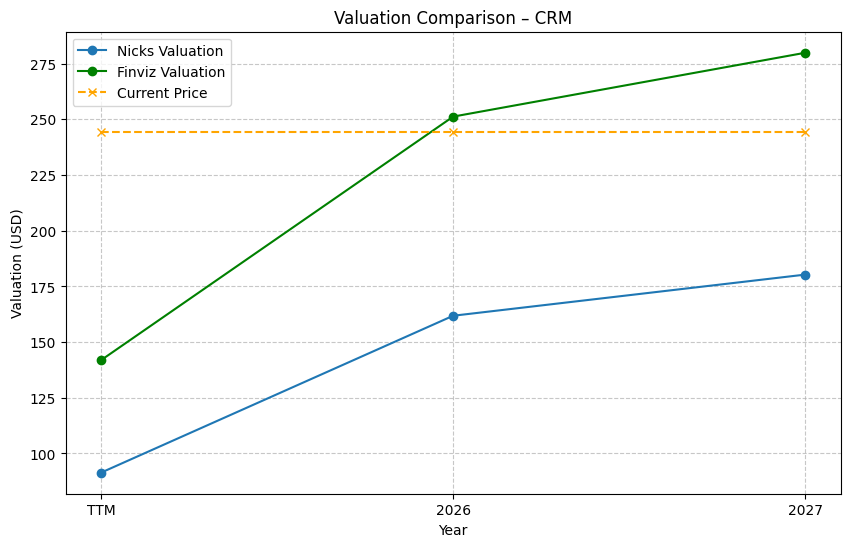 Valuation Comparison – CRM
Nicks Valuation
Finviz Valuation
Current Price
Valuation (USD)
275
250
225
200
175
150
125
100
TTM
2026
2027
Year